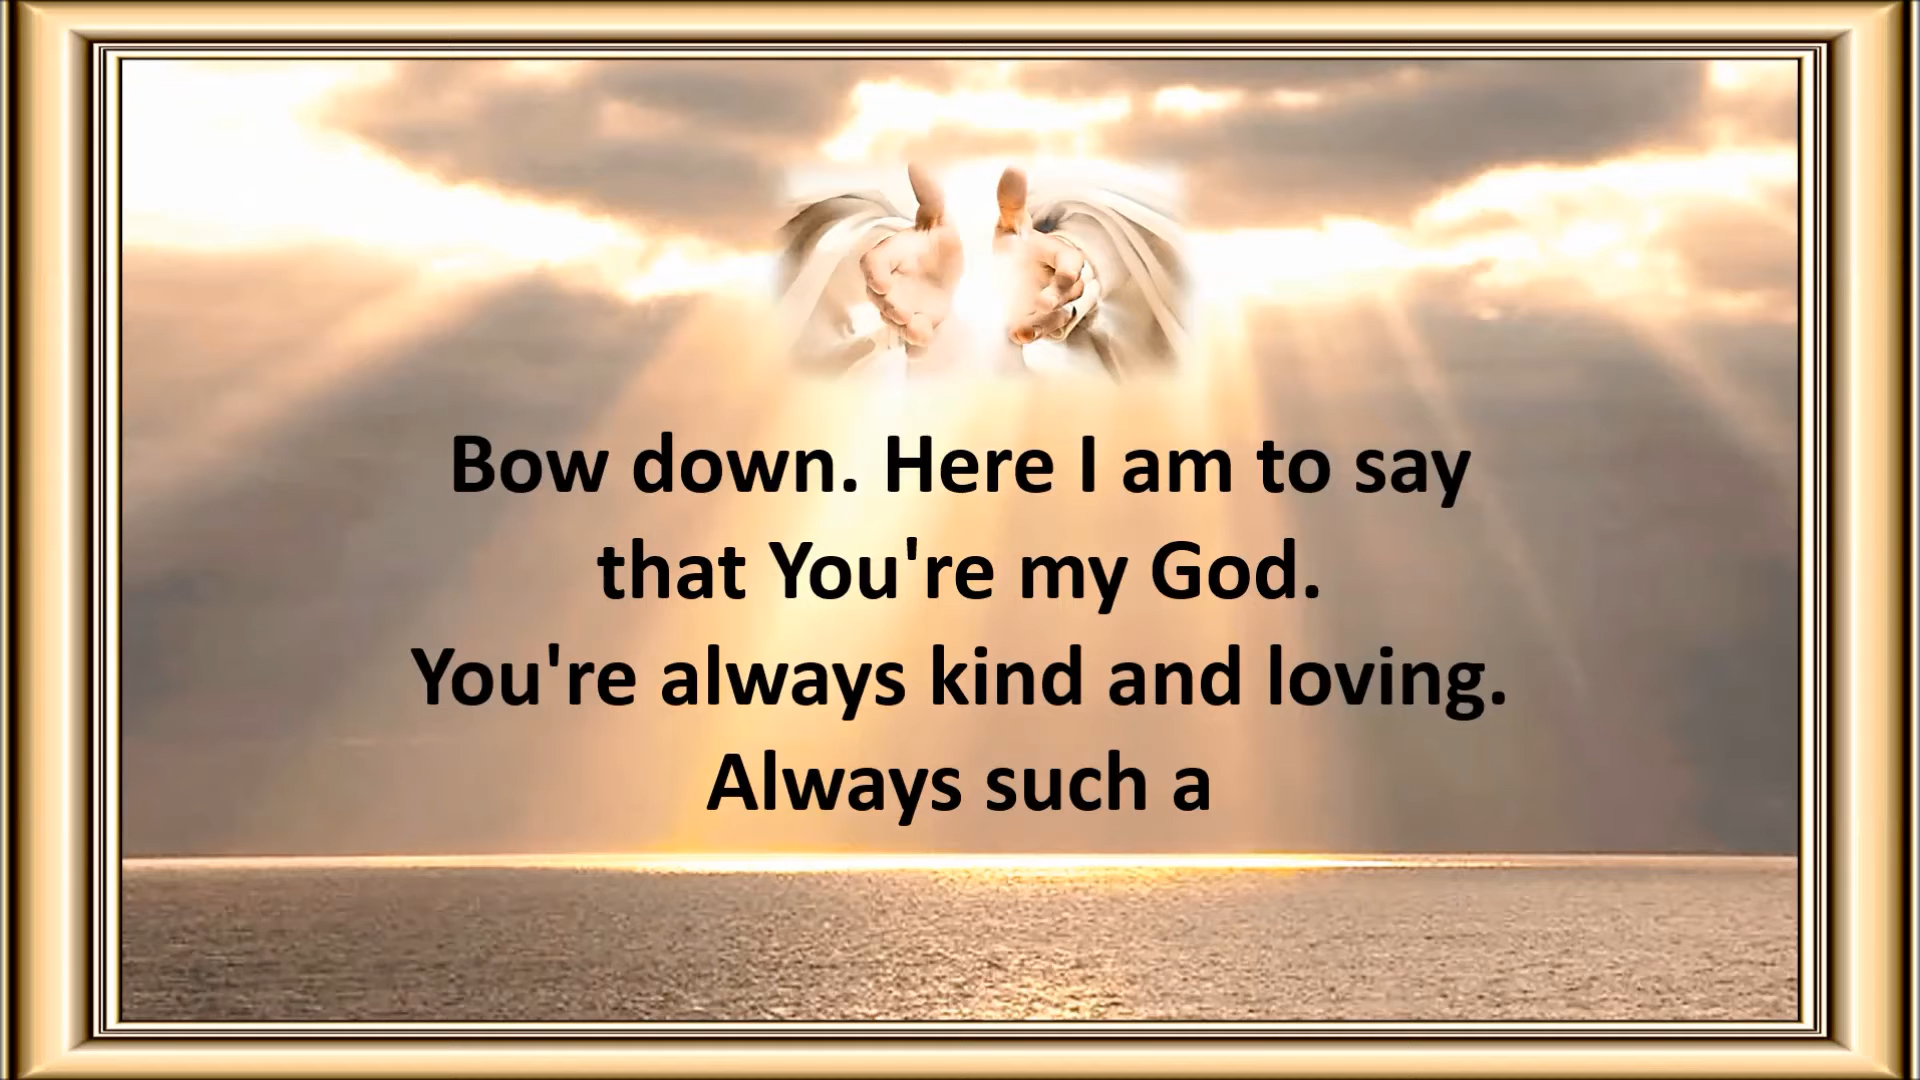 Bow down. Here I am to say
that You're my God.
You're always kind and loving.
Always such a